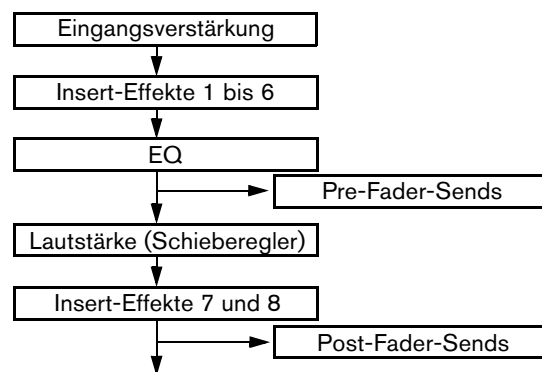 Eingangsverstärkung
Insert-Effekte 1 bis 6
EQ
Pre-Fader-Sends
Lautstärke (Schieberegler)
Insert-Effekte 7 und 8
Post-Fader-Sends